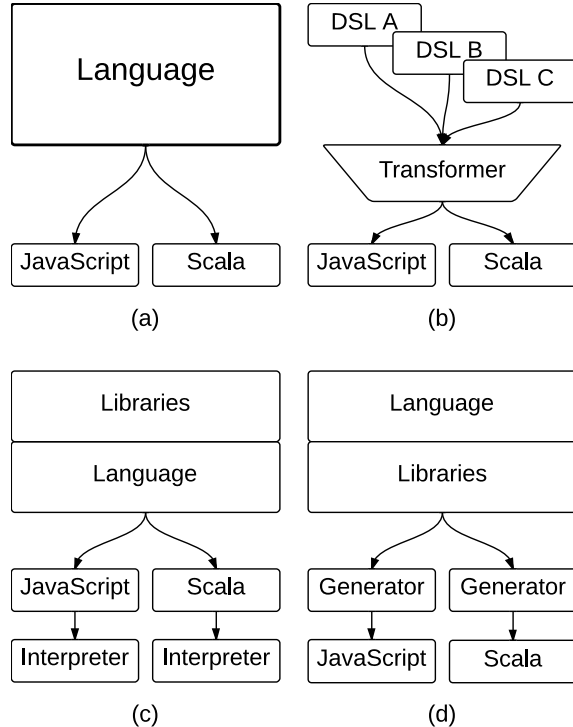 Language
JavaScript
Scala
(a)
DSL A
DSL B
DSL C
Transformer
JavaScript
Scala
(b)
Libraries
Language
JavaScript
Scala
Interpreter
Interpreter
(c)
Language
Libraries
Generator
Generator
JavaScript
Scala
(d)